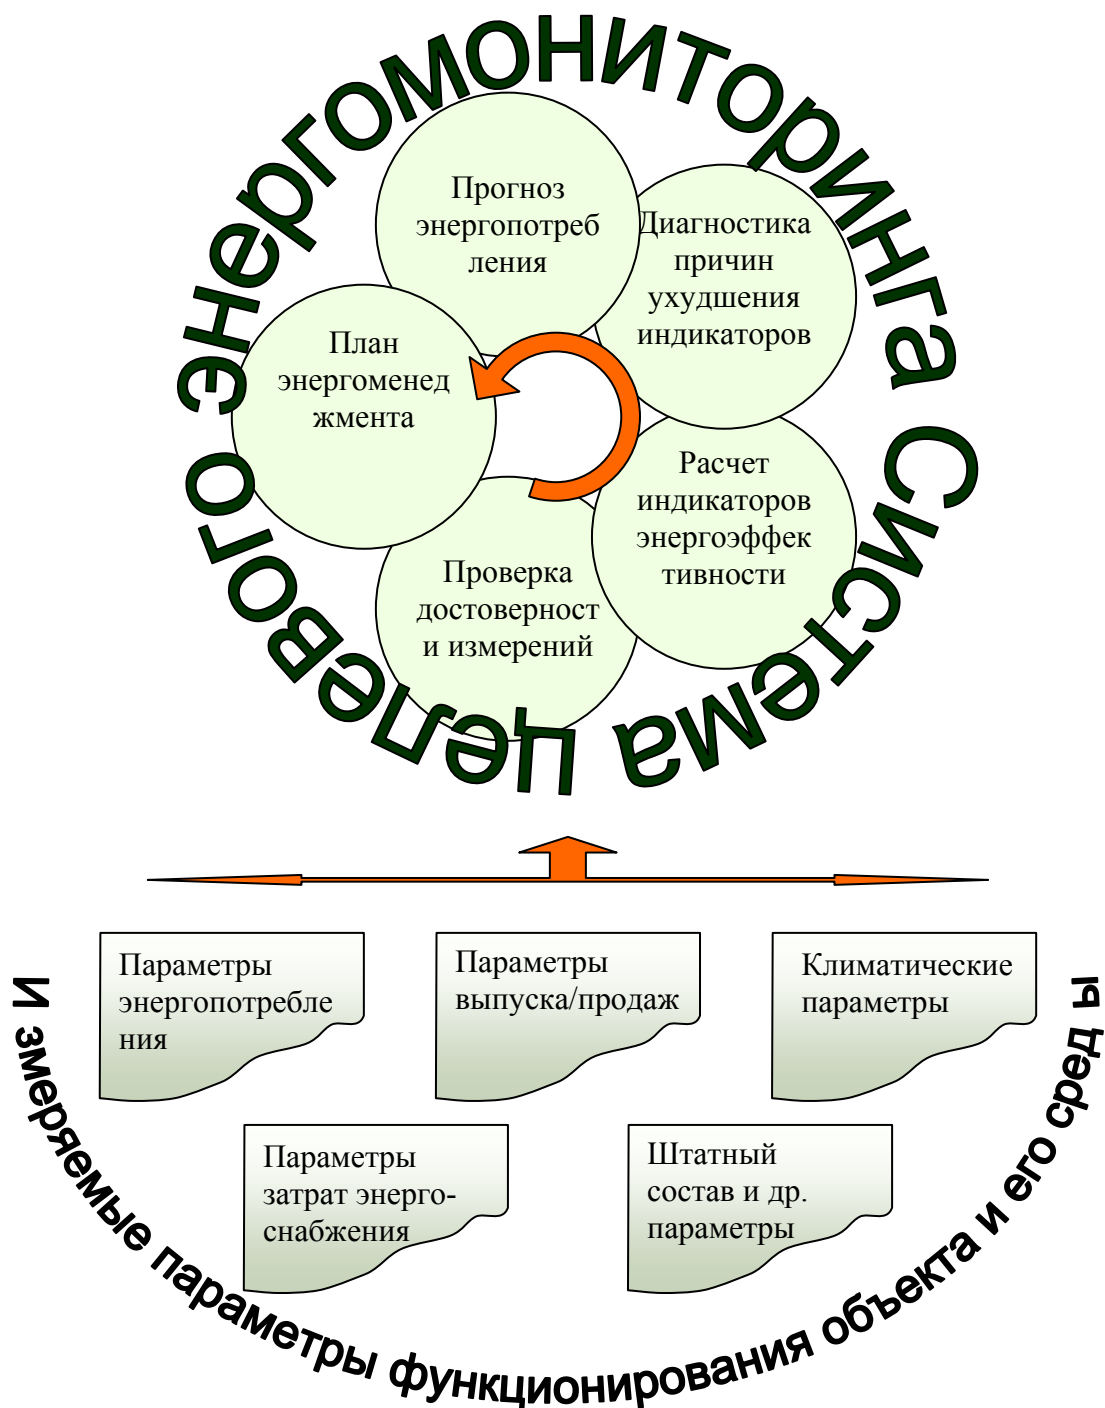 Система целевого энергомониторинга
Прогноз
энергопотреб
ления
Диагностика
причин
ухудшения
индикаторов
План
энергоменед
жмента
Расчет
индикаторов
энергоэффек
тивности
Проверка
достоверност
и измерений
Параметры
энергопотребле
ния
Параметры
выпуска/продаж
Климатические
параметры
Параметры
затрат энерго-
снабжения
Штатный
состав и др.
параметры
И змеряемые параметры функционирования объекта и его сред ы